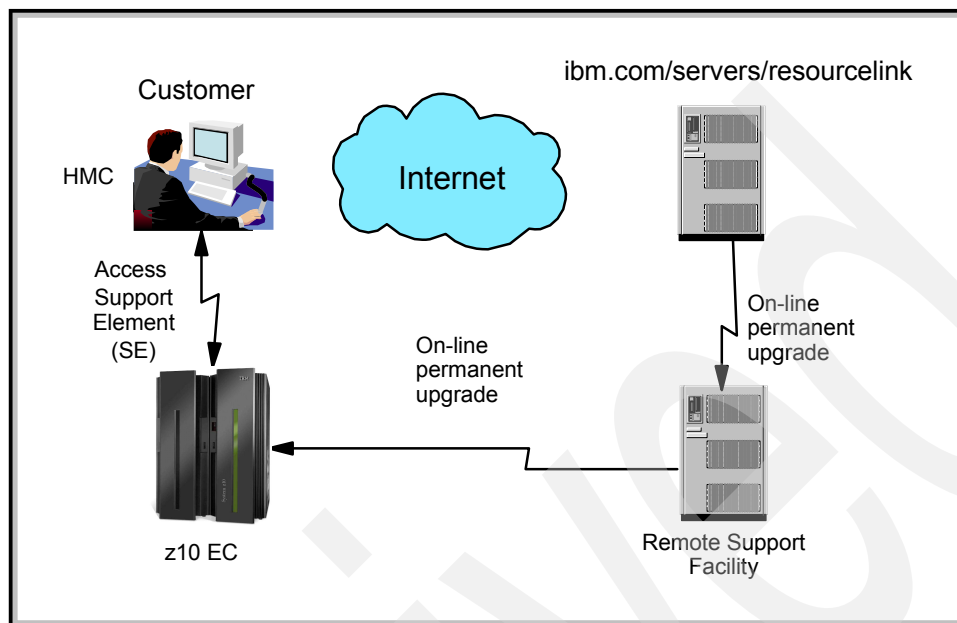 ibm.com/servers/resourcelink
Customer
HMC
Internet
Access
Support
Element
(SE)
On-line
permanent
upgrade
On-line
permanent
upgrade
z10 EC
Remote Support
Facility